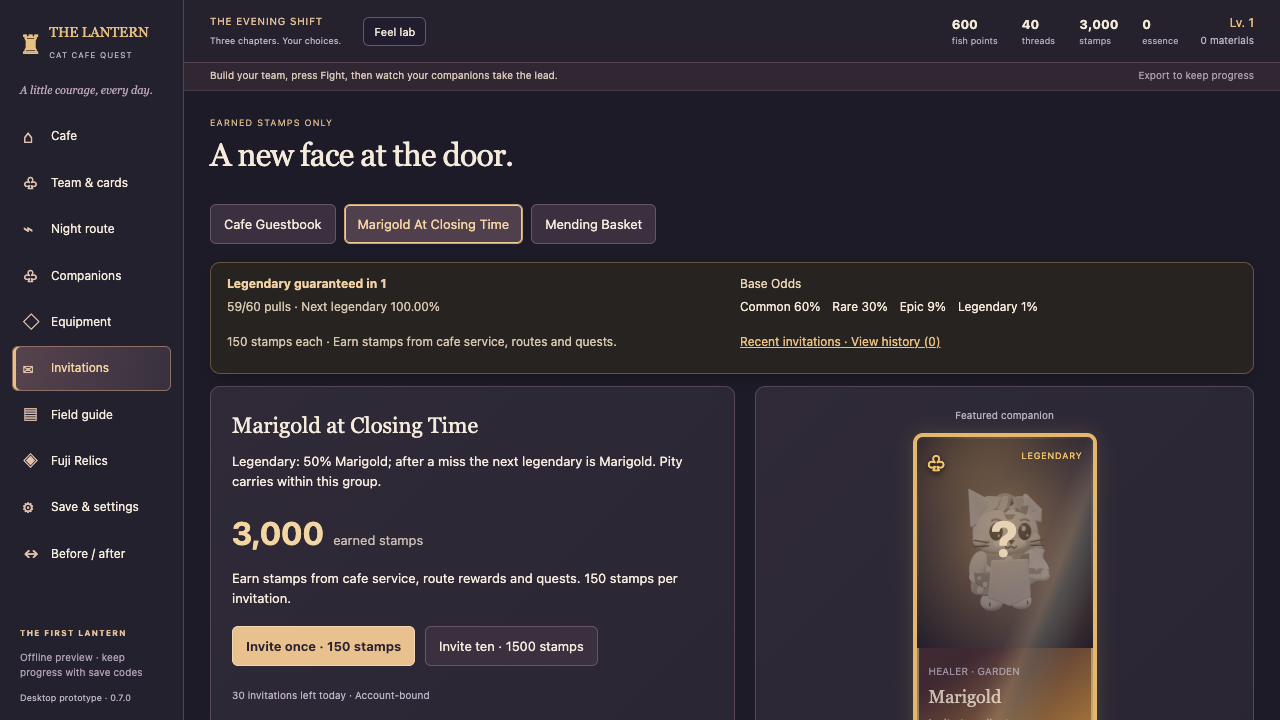 THE LANTERN
CAT CAFE QUEST
A little courage, every day.
Cafe
Team & cards
Night route
Companions
Equipment
Invitations
Field guide
Fuji Relics
Save & settings
Before / after
THE FIRST LANTERN
Offline preview · keep
progress with save codes
Desktop prototype · 0.7.0
THE EVENING SHIFT
Three chapters. Your choices.
Feel lab
600
fish points
40
threads
3,000
stamps
0
essence
Lv. 1
0 materials
Build your team, press Fight, then watch your companions take the lead.
Export to keep progress
EARNED STAMPS ONLY
A new face at the door.
Cafe Guestbook
Marigold At Closing Time
Mending Basket
Legendary guaranteed in 1
59/60 pulls · Next legendary 100.00%
150 stamps each · Earn stamps from cafe service, routes and quests.
Base Odds
Common 60% Rare 30% Epic 9% Legendary 1%
Recent invitations · View history (0)
Marigold at Closing Time
Legendary: 50% Marigold; after a miss the next legendary is Marigold. Pity
carries within this group.
3,000 earned stamps
Earn stamps from cafe service, route rewards and quests. 150 stamps per
invitation.
Invite once · 150 stamps
Invite ten · 1500 stamps
30 invitations left today · Account-bound
Featured companion
LEGENDARY
?
HEALER · GARDEN
Marigold